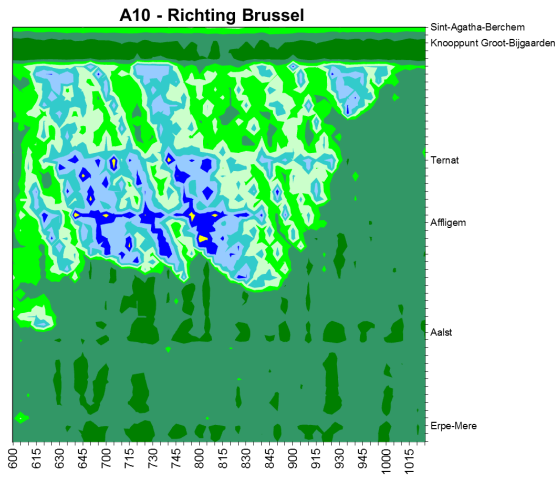 A10 - Richting Brussel
Sint-Agatha-Berchem
Knooppunt Groot-Bijgaarden
Ternat
Affligem
Aalst
Erpe-Mere
600 615 630 645 700 715 730 745 800 815 830 845 900 915 930 945 1000 1015